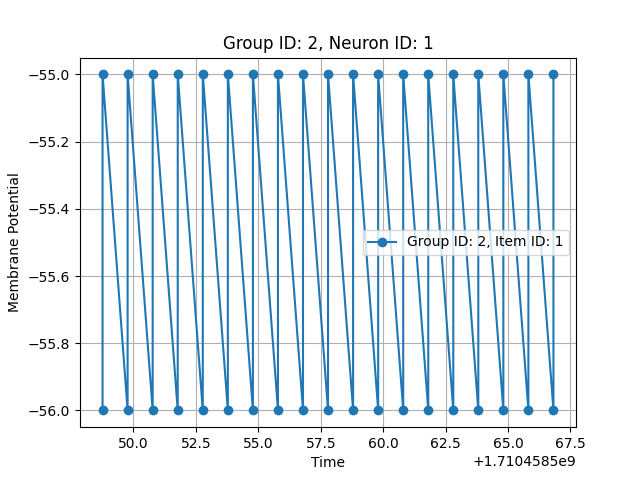 Group ID: 2, Neuron ID: 1
−55.0
−55.2
−55.4
−55.6
−55.8
−56.0
Membrane Potential
Group ID: 2, Item ID: 1
50.0 52.5 55.0 57.5 60.0 62.5 65.0 67.5
Time
+1.7104585e9